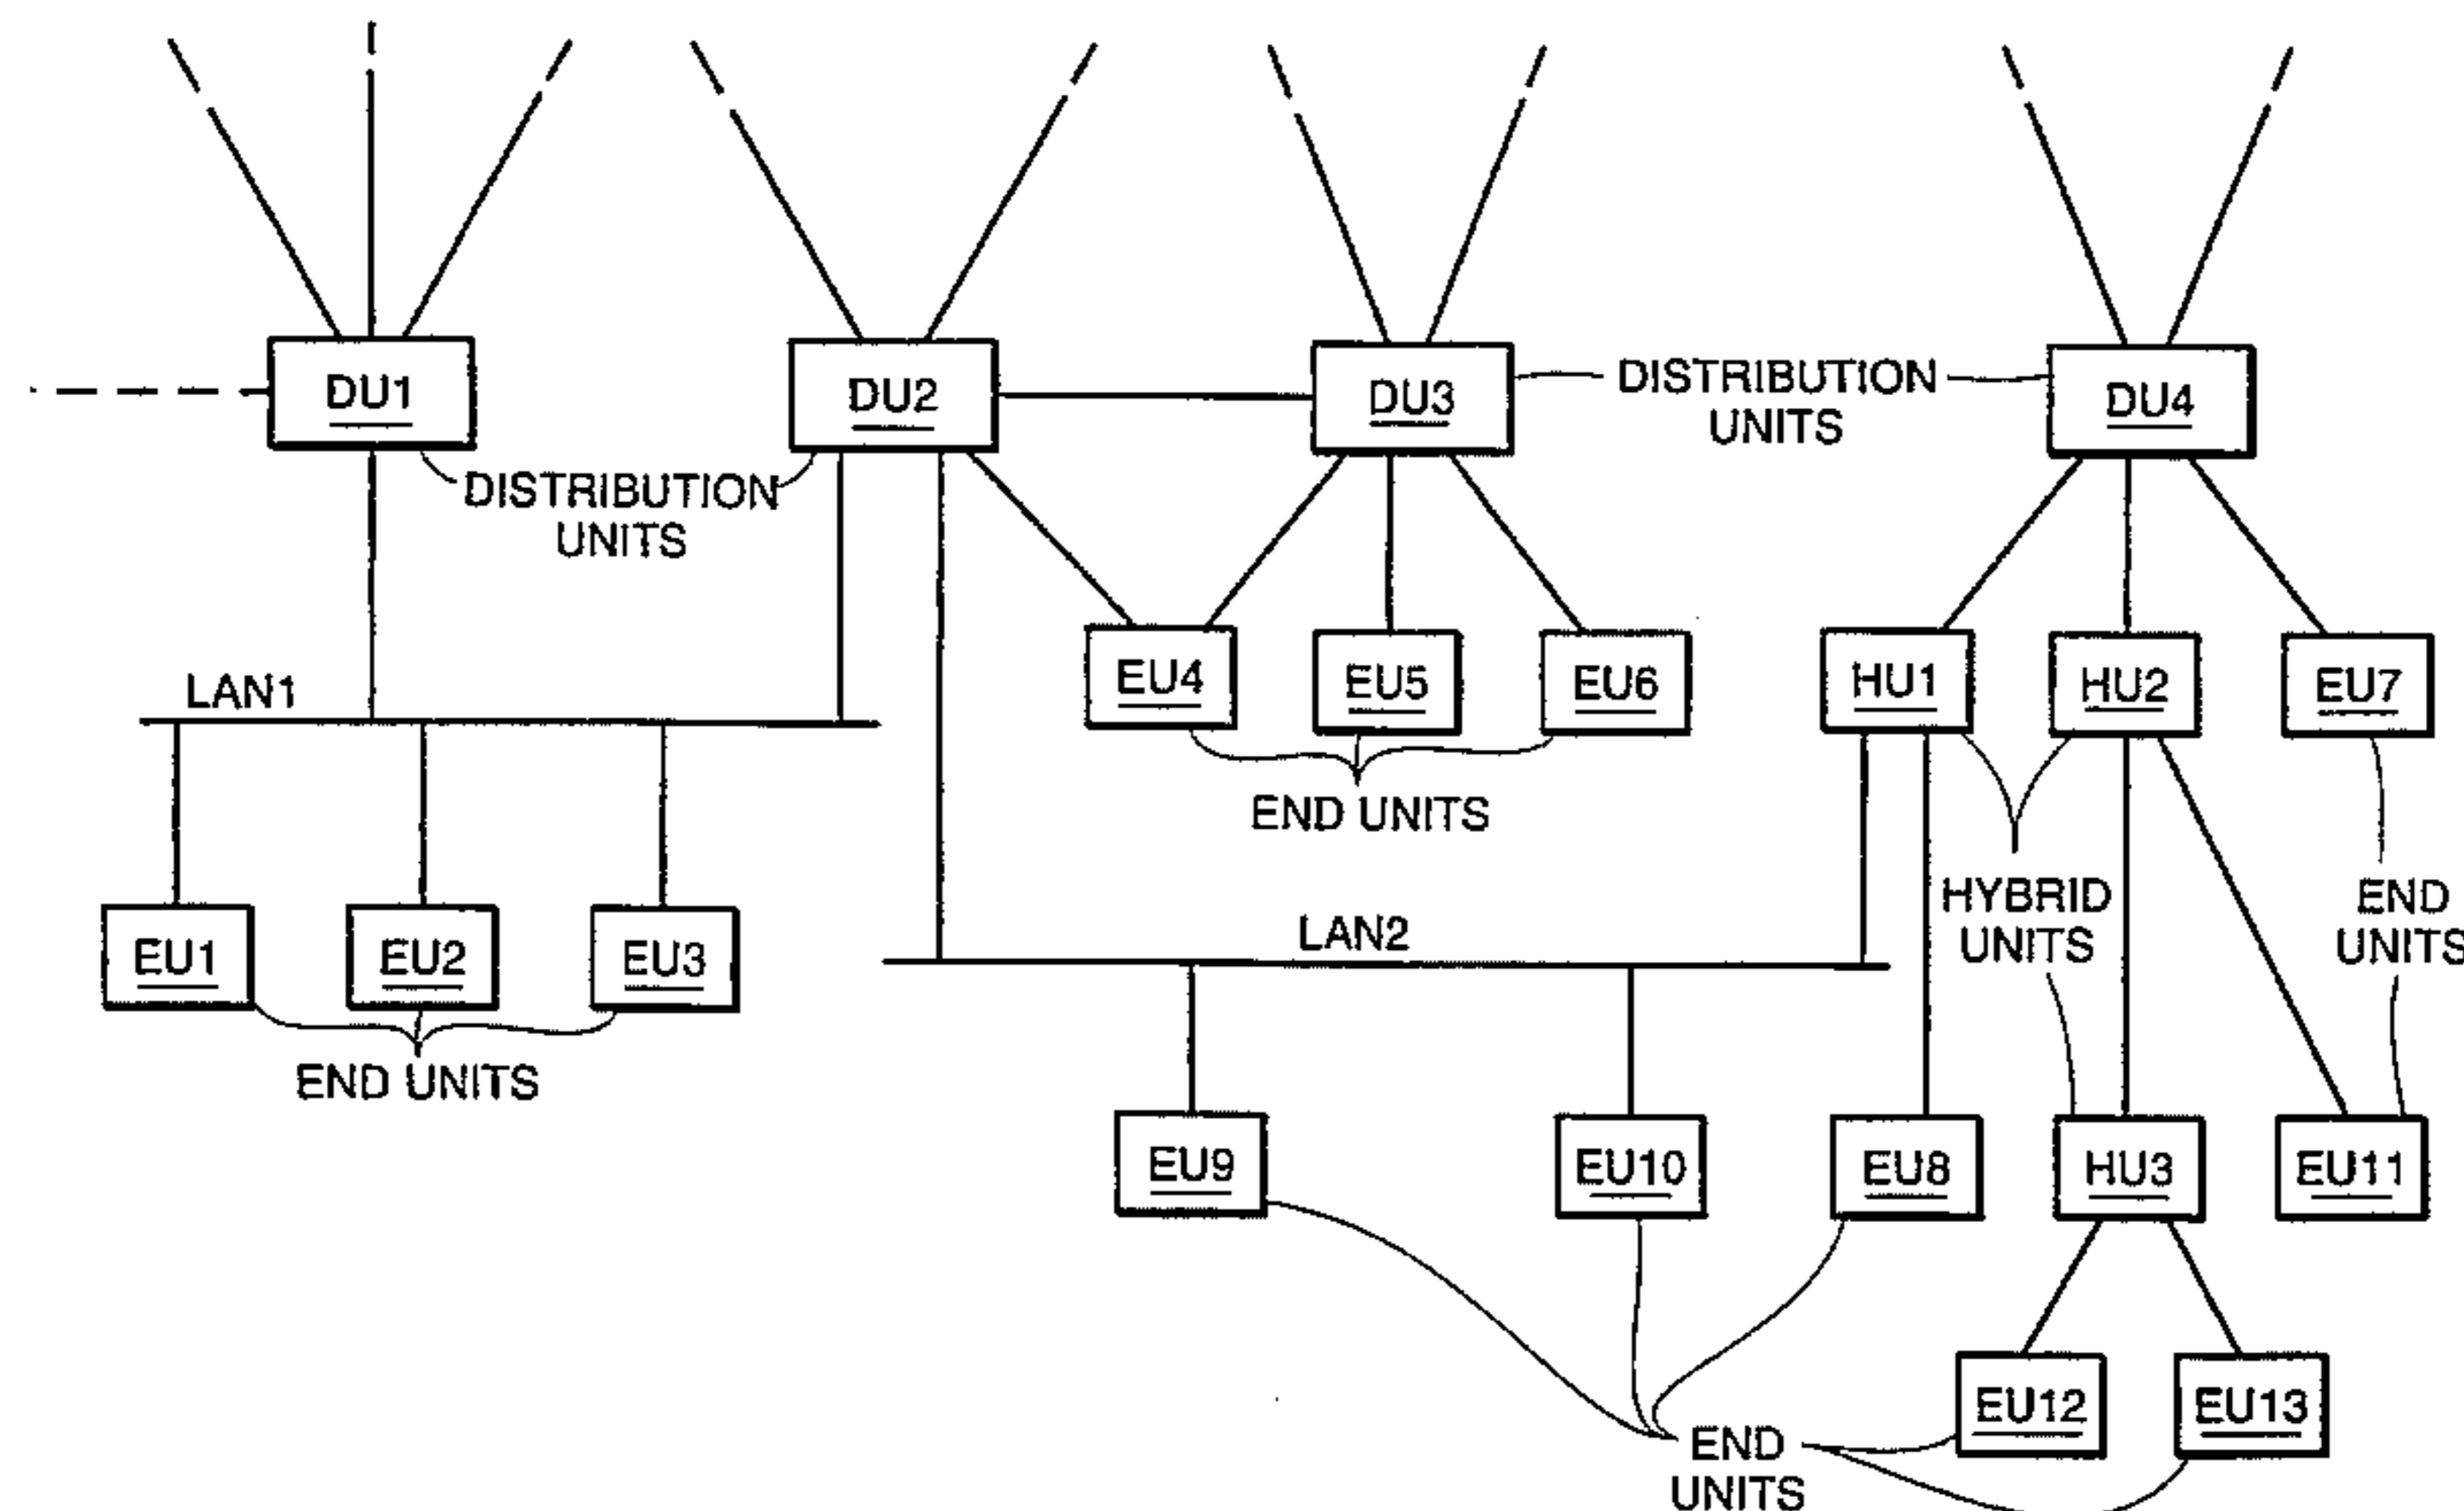 DU1
DU2
DU3
DISTRIBUTION
UNITS
DU4
DISTRIBUTION
UNITS
LAN1
EU4
EU5
EU6
HU1
HU2
EU7
END UNITS
HYBRID
UNITS
END
UNITS
EU1
EU2
EU3
LAN2
END UNITS
EU9
EU10
EU8
HU3
EU11
EU12
EU13
END
UNITS